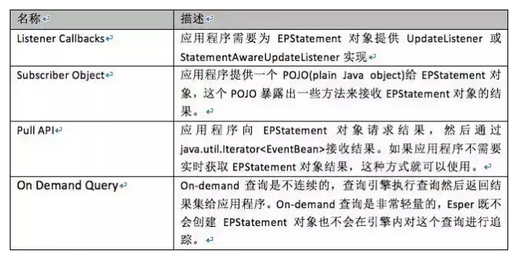 名称 描述
Listener Callbacks 应用程序需要为 EPStatement 对象提供 UpdateListener 或
StatementAwareUpdateListener 实现
Subscriber Object 应用程序提供一个 POJO(plain Java object)给 EPStatement 对
象，这个 POJO 暴露出一些方法来接收 EPStatement 对象的结
果。
Pull API 应用程序向 EPStatement 对象请求结果，然后通过
java.util.Iterator<EventBean>接收结果。如果应用程序不需要
实时获取 EPStatement 对象结果，这种方式就可以使用。
On Demand Query On-demand 查询是不连续的，查询引擎执行查询然后返回结
果集给应用程序。On-demand 查询是非常轻量的，Esper 既不
会创建 EPStatement 对象也不会在引擎内对这个查询进行追
踪。